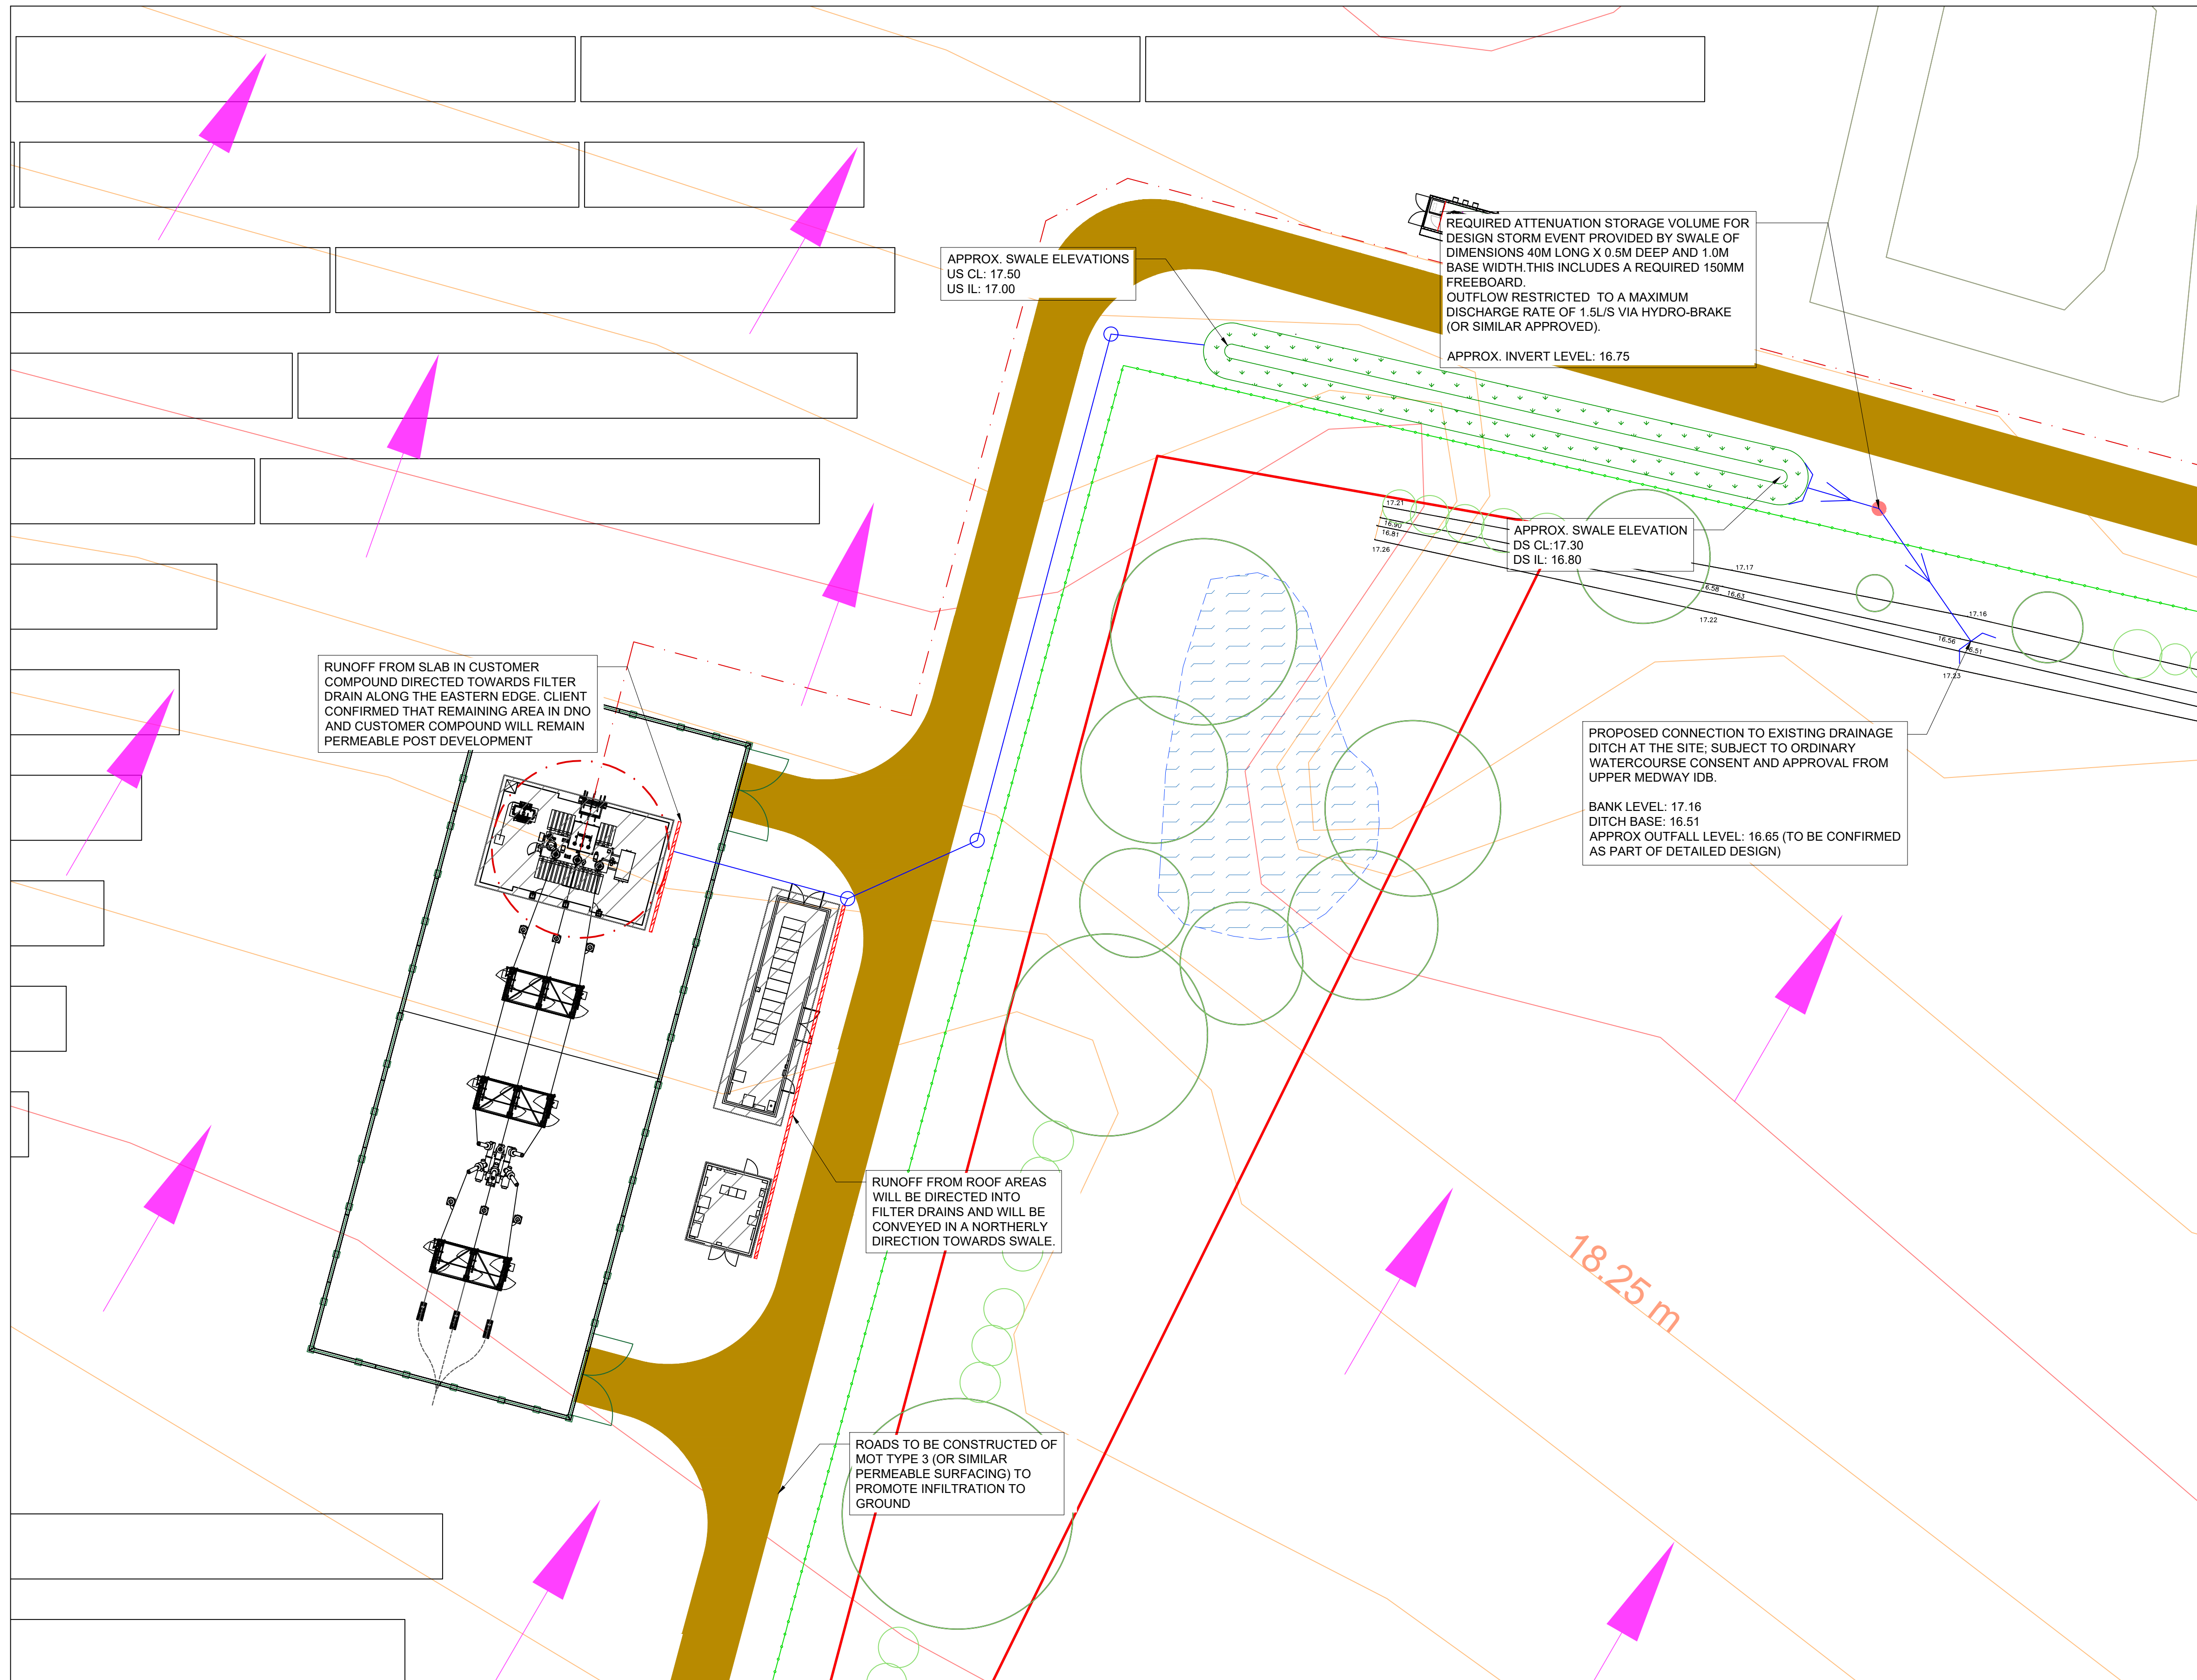 APPROX. SWALE ELEVATIONS
US CL: 17.50
US IL: 17.00
REQUIRED ATTENUATION STORAGE VOLUME FOR
DESIGN STORM EVENT PROVIDED BY SWALE OF
DIMENSIONS 40M LONG X 0.5M DEEP AND 1.0M
BASE WIDTH.THIS INCLUDES A REQUIRED 150MM
FREEBOARD.
OUTFLOW RESTRICTED TO A MAXIMUM
DISCHARGE RATE OF 1.5L/S VIA HYDRO-BRAKE
(OR SIMILAR APPROVED).
APPROX. INVERT LEVEL: 16.75
17.21
16.90
16.81
17.26
APPROX. SWALE ELEVATION
DS CL:17.30
DS IL: 16.80
17.17
16.58
16.63
17.22
17.16
16.56
16.51
17.23
RUNOFF FROM SLAB IN CUSTOMER
COMPOUND DIRECTED TOWARDS FILTER
DRAIN ALONG THE EASTERN EDGE. CLIENT
CONFIRMED THAT REMAINING AREA IN DNO
AND CUSTOMER COMPOUND WILL REMAIN
PERMEABLE POST DEVELOPMENT
PROPOSED CONNECTION TO EXISTING DRAINAGE
DITCH AT THE SITE; SUBJECT TO ORDINARY
WATERCOURSE CONSENT AND APPROVAL FROM
UPPER MEDWAY IDB.
BANK LEVEL: 17.16
DITCH BASE: 16.51
APPROX OUTFALL LEVEL: 16.65 (TO BE CONFIRMED
AS PART OF DETAILED DESIGN)
RUNOFF FROM ROOF AREAS
WILL BE DIRECTED INTO
FILTER DRAINS AND WILL BE
CONVEYED IN A NORTHERLY
DIRECTION TOWARDS SWALE.
18.25 m
ROADS TO BE CONSTRUCTED OF
MOT TYPE 3 (OR SIMILAR
PERMEABLE SURFACING) TO
PROMOTE INFILTRATION TO
GROUND